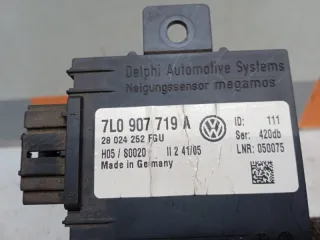 Delphi Automotive Systems
Neigungssensor megamos
7L0 907 719 A
28 024 252 FGU
H05 / S0020 II 2 41/05
Made in Germany
ID: 111
Ser: 420db
LNR: 050075